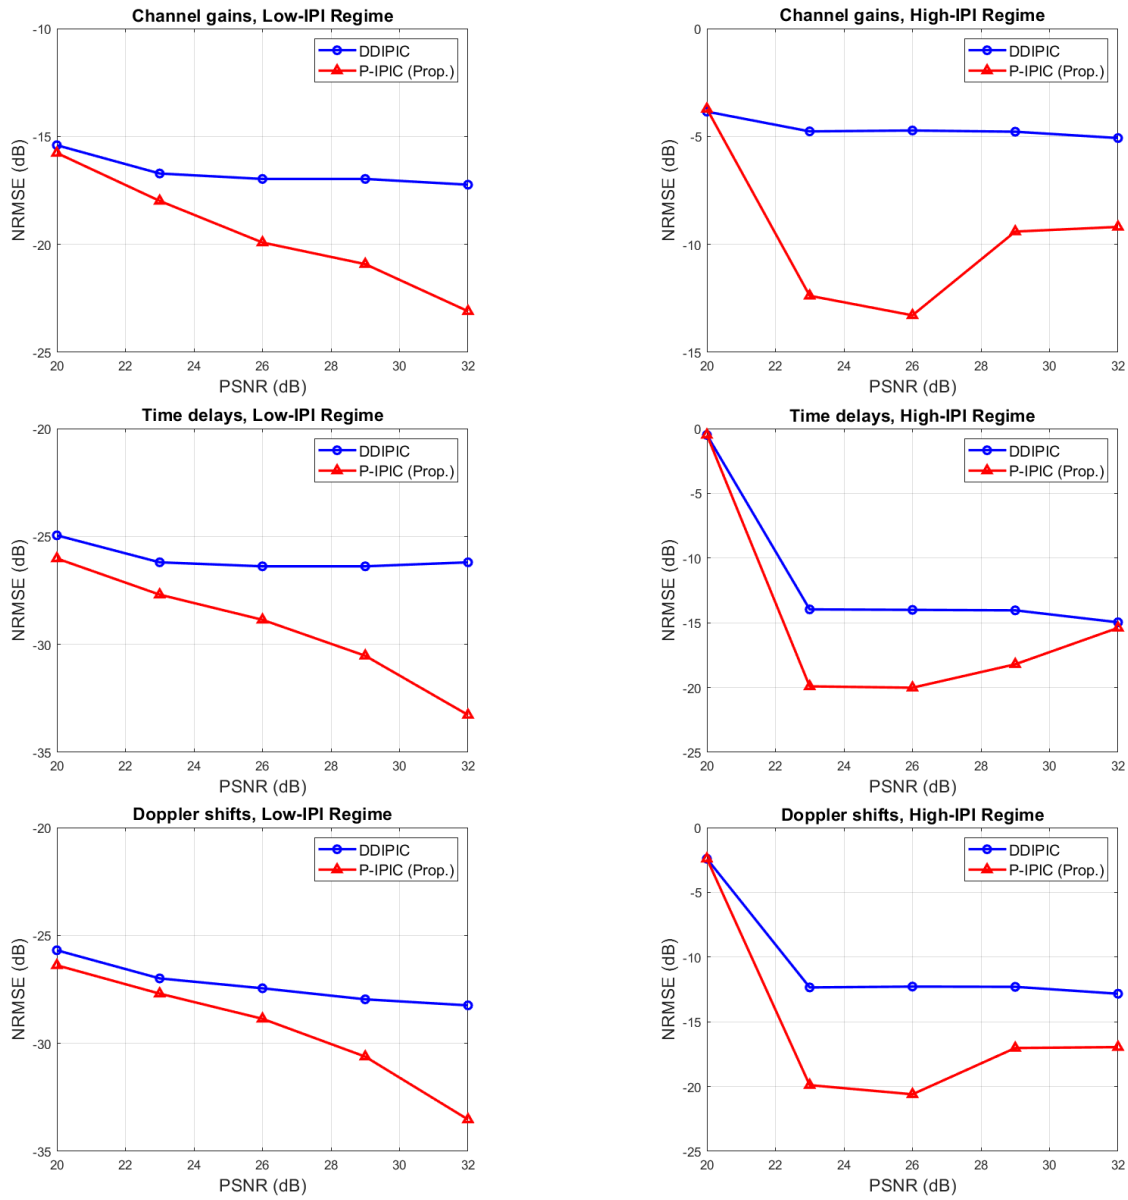 Channel gains, Low-IPI Regime
-10
-15
-20
-25
NRMSE (dB)
DDIPIC
P-IPIC (Prop.)
20 22 24 26 28 30 32
PSNR (dB)
Channel gains, High-IPI Regime
0
-5
-10
-15
NRMSE (dB)
DDIPIC
P-IPIC (Prop.)
20 22 24 26 28 30 32
PSNR (dB)
Time delays, Low-IPI Regime
-20
-25
-30
-35
NRMSE (dB)
DDIPIC
P-IPIC (Prop.)
20 22 24 26 28 30 32
PSNR (dB)
Time delays, High-IPI Regime
0
-5
-10
-15
-20
-25
NRMSE (dB)
DDIPIC
P-IPIC (Prop.)
20 22 24 26 28 30 32
PSNR (dB)
Doppler shifts, Low-IPI Regime
-20
-25
-30
-35
NRMSE (dB)
DDIPIC
P-IPIC (Prop.)
20 22 24 26 28 30 32
PSNR (dB)
Doppler shifts, High-IPI Regime
0
-5
-10
-15
-20
-25
NRMSE (dB)
DDIPIC
P-IPIC (Prop.)
20 22 24 26 28 30 32
PSNR (dB)